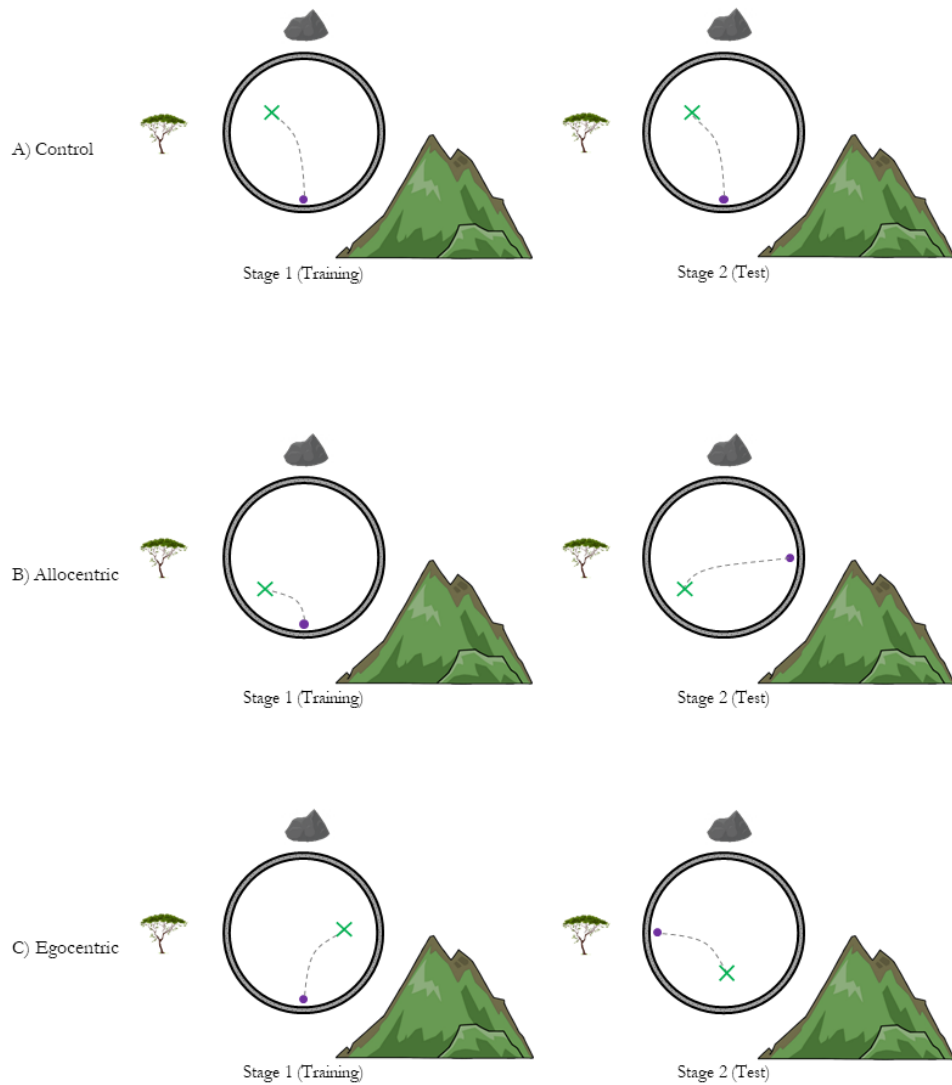 A) Control
Stage 1 (Training)
Stage 2 (Test)
B) Allocentric
Stage 1 (Training)
Stage 2 (Test)
C) Egocentric
Stage 1 (Training)
Stage 2 (Test)